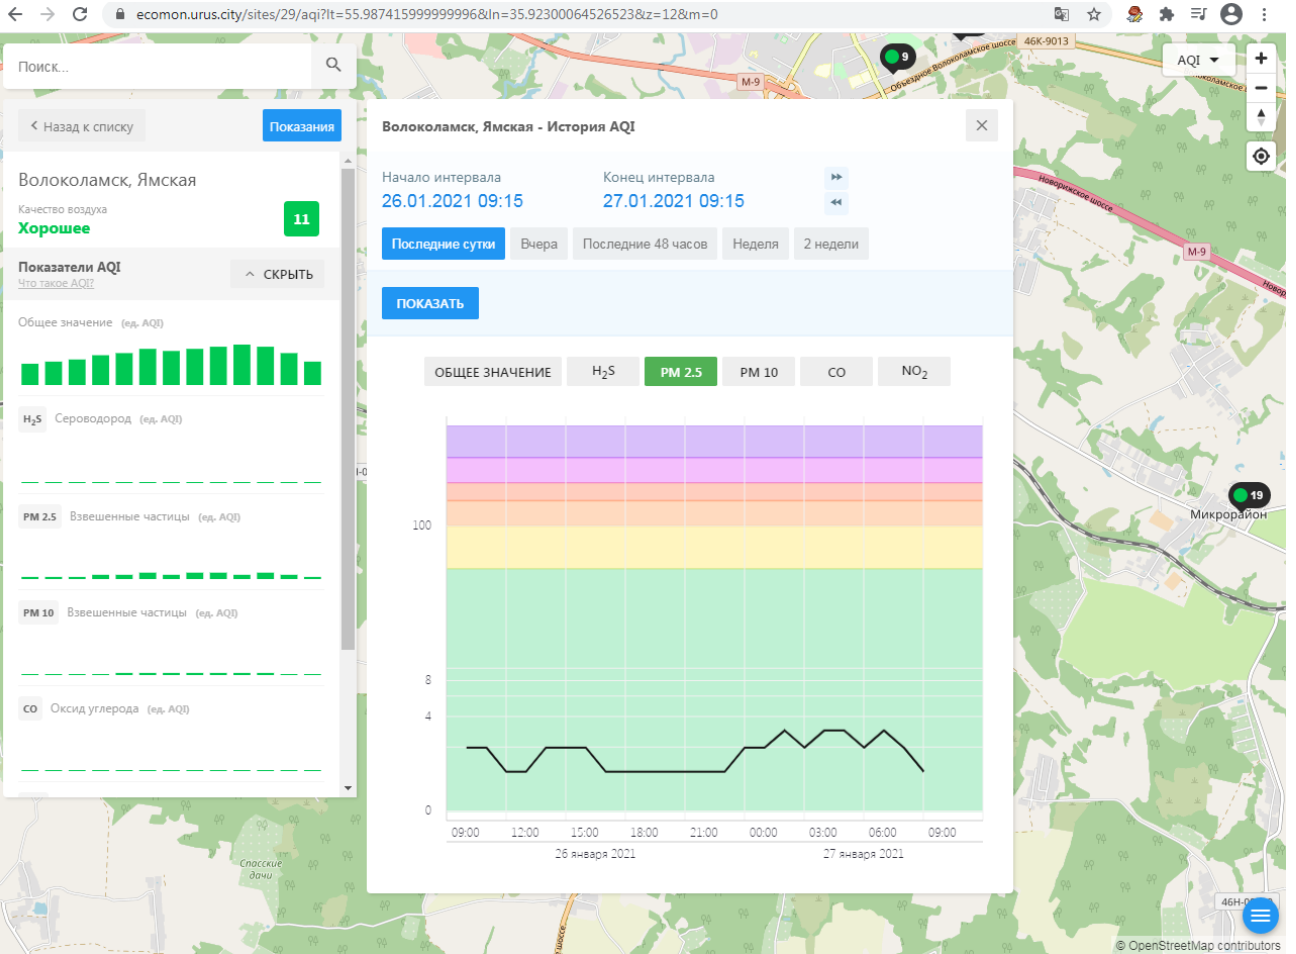 ecomon.urus.city/sites/29/aqi?lt=55.987415999999996&ln=35.92300064526523&z=12&m=0
Поиск...
Назад к списку
Показания
Волоколамск, Ямская
Качество воздуха
Хорошее
11
Показатели AQI
Что такое AQI?
СКРЫТЬ
Общее значение (ед. AQI)
H2S Сероводород (ед. AQI)
PM 2.5 Взвешенные частицы (ед. AQI)
PM 10 Взвешенные частицы (ед. AQI)
CO Оксид углерода (ед. AQI)
Волоколамск, Ямская - История AQI
Начало интервала
26.01.2021 09:15
Конец интервала
27.01.2021 09:15
Последние сутки
Вчера
Последние 48 часов
Неделя
2 недели
ПОКАЗАТЬ
ОБЩЕЕ ЗНАЧЕНИЕ
H2S
PM 2.5
PM 10
CO
NO2
100
8
4
0
09:00 12:00 15:00 18:00 21:00 00:00 03:00 06:00 09:00
26 января 2021 27 января 2021
M-9
9
Объездное Волоколамское шоссе
46К-9013
AQI
Новорижское шоссе
М-9
19
Микрорайон
Спасские
дачи
шоссе
© OpenStreetMap contributors